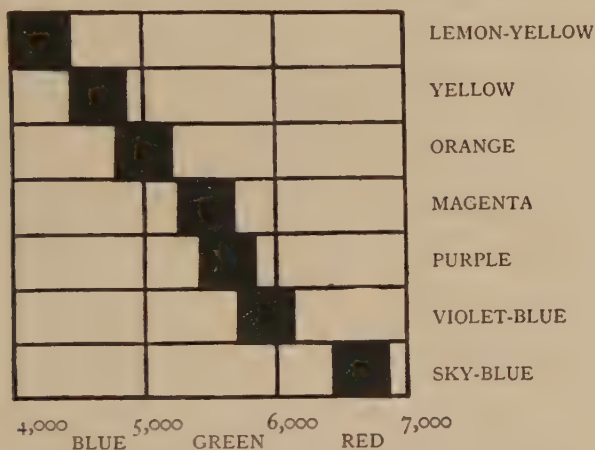 LEMON-YELLOW
YELLOW
ORANGE
MAGENTA
PURPLE
VIOLET-BLUE
SKY-BLUE
4,000 5,000 6,000 7,000
BLUE GREEN RED